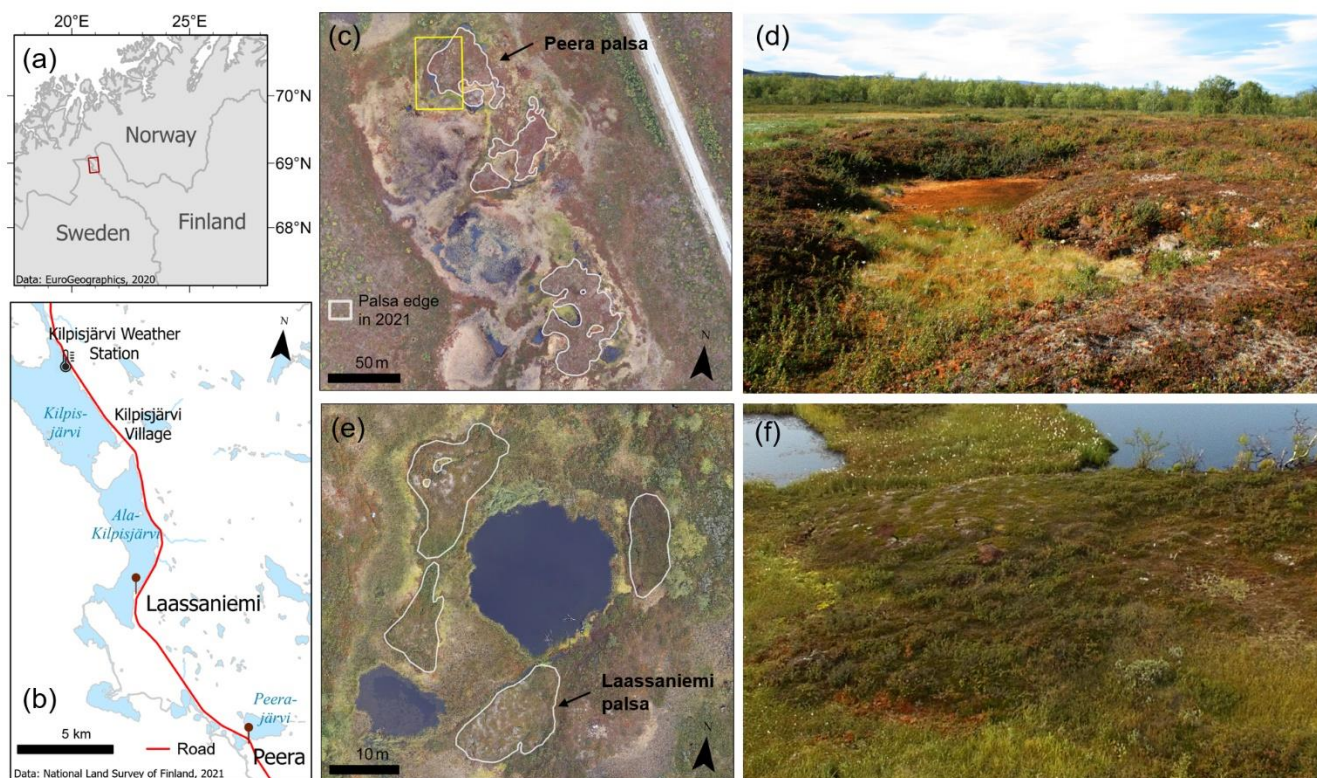 20°E
25°E
(a)
70°N
Norway
69°N
Finland
Sweden
68°N
Data: EuroGeographics, 2020
N
Kilpisjärvi Weather
Station
Kilpis-
järvi
Kilpisjärvi
Village
Ala-
Kilpisjärvi
Laassaniemi
(b)
Peera-
järvi
5 km
Road
Peera
Data: National Land Survey of Finland, 2021
(c)
Peera palsa
Palsa edge
in 2021
N
50 m
(d)
(e)
Laassaniemi
palsa
N
10 m
(f)